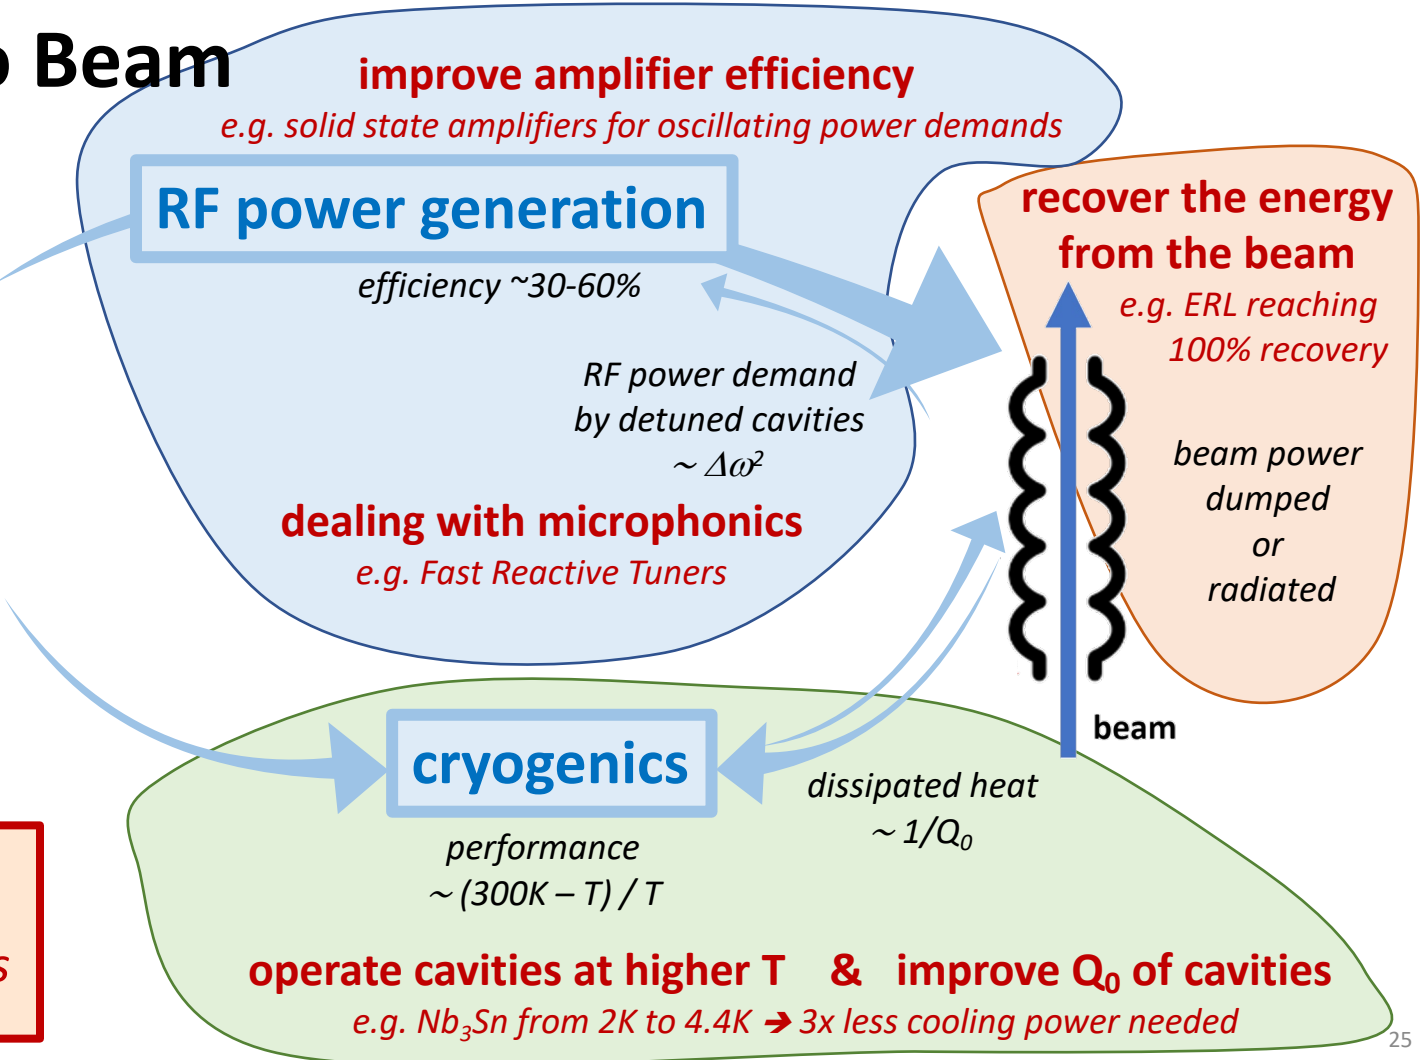 o Beam
improve amplifier efficiency
e.g. solid state amplifiers for oscillating power demands
RF power generation
efficiency ~30-60%
RF power demand
by detuned cavities
~ Δω²
dealing with microphonics
e.g. Fast Reactive Tuners
recover the energy
from the beam
e.g. ERL reaching
100% recovery
beam power
dumped
or
radiated
beam
cryogenics
performance
~ (300K – T) / T
dissipated heat
~ 1/Q₀
operate cavities at higher T & improve Q₀ of cavities
e.g. Nb₃Sn from 2K to 4.4K ➔ 3x less cooling power needed
s
25